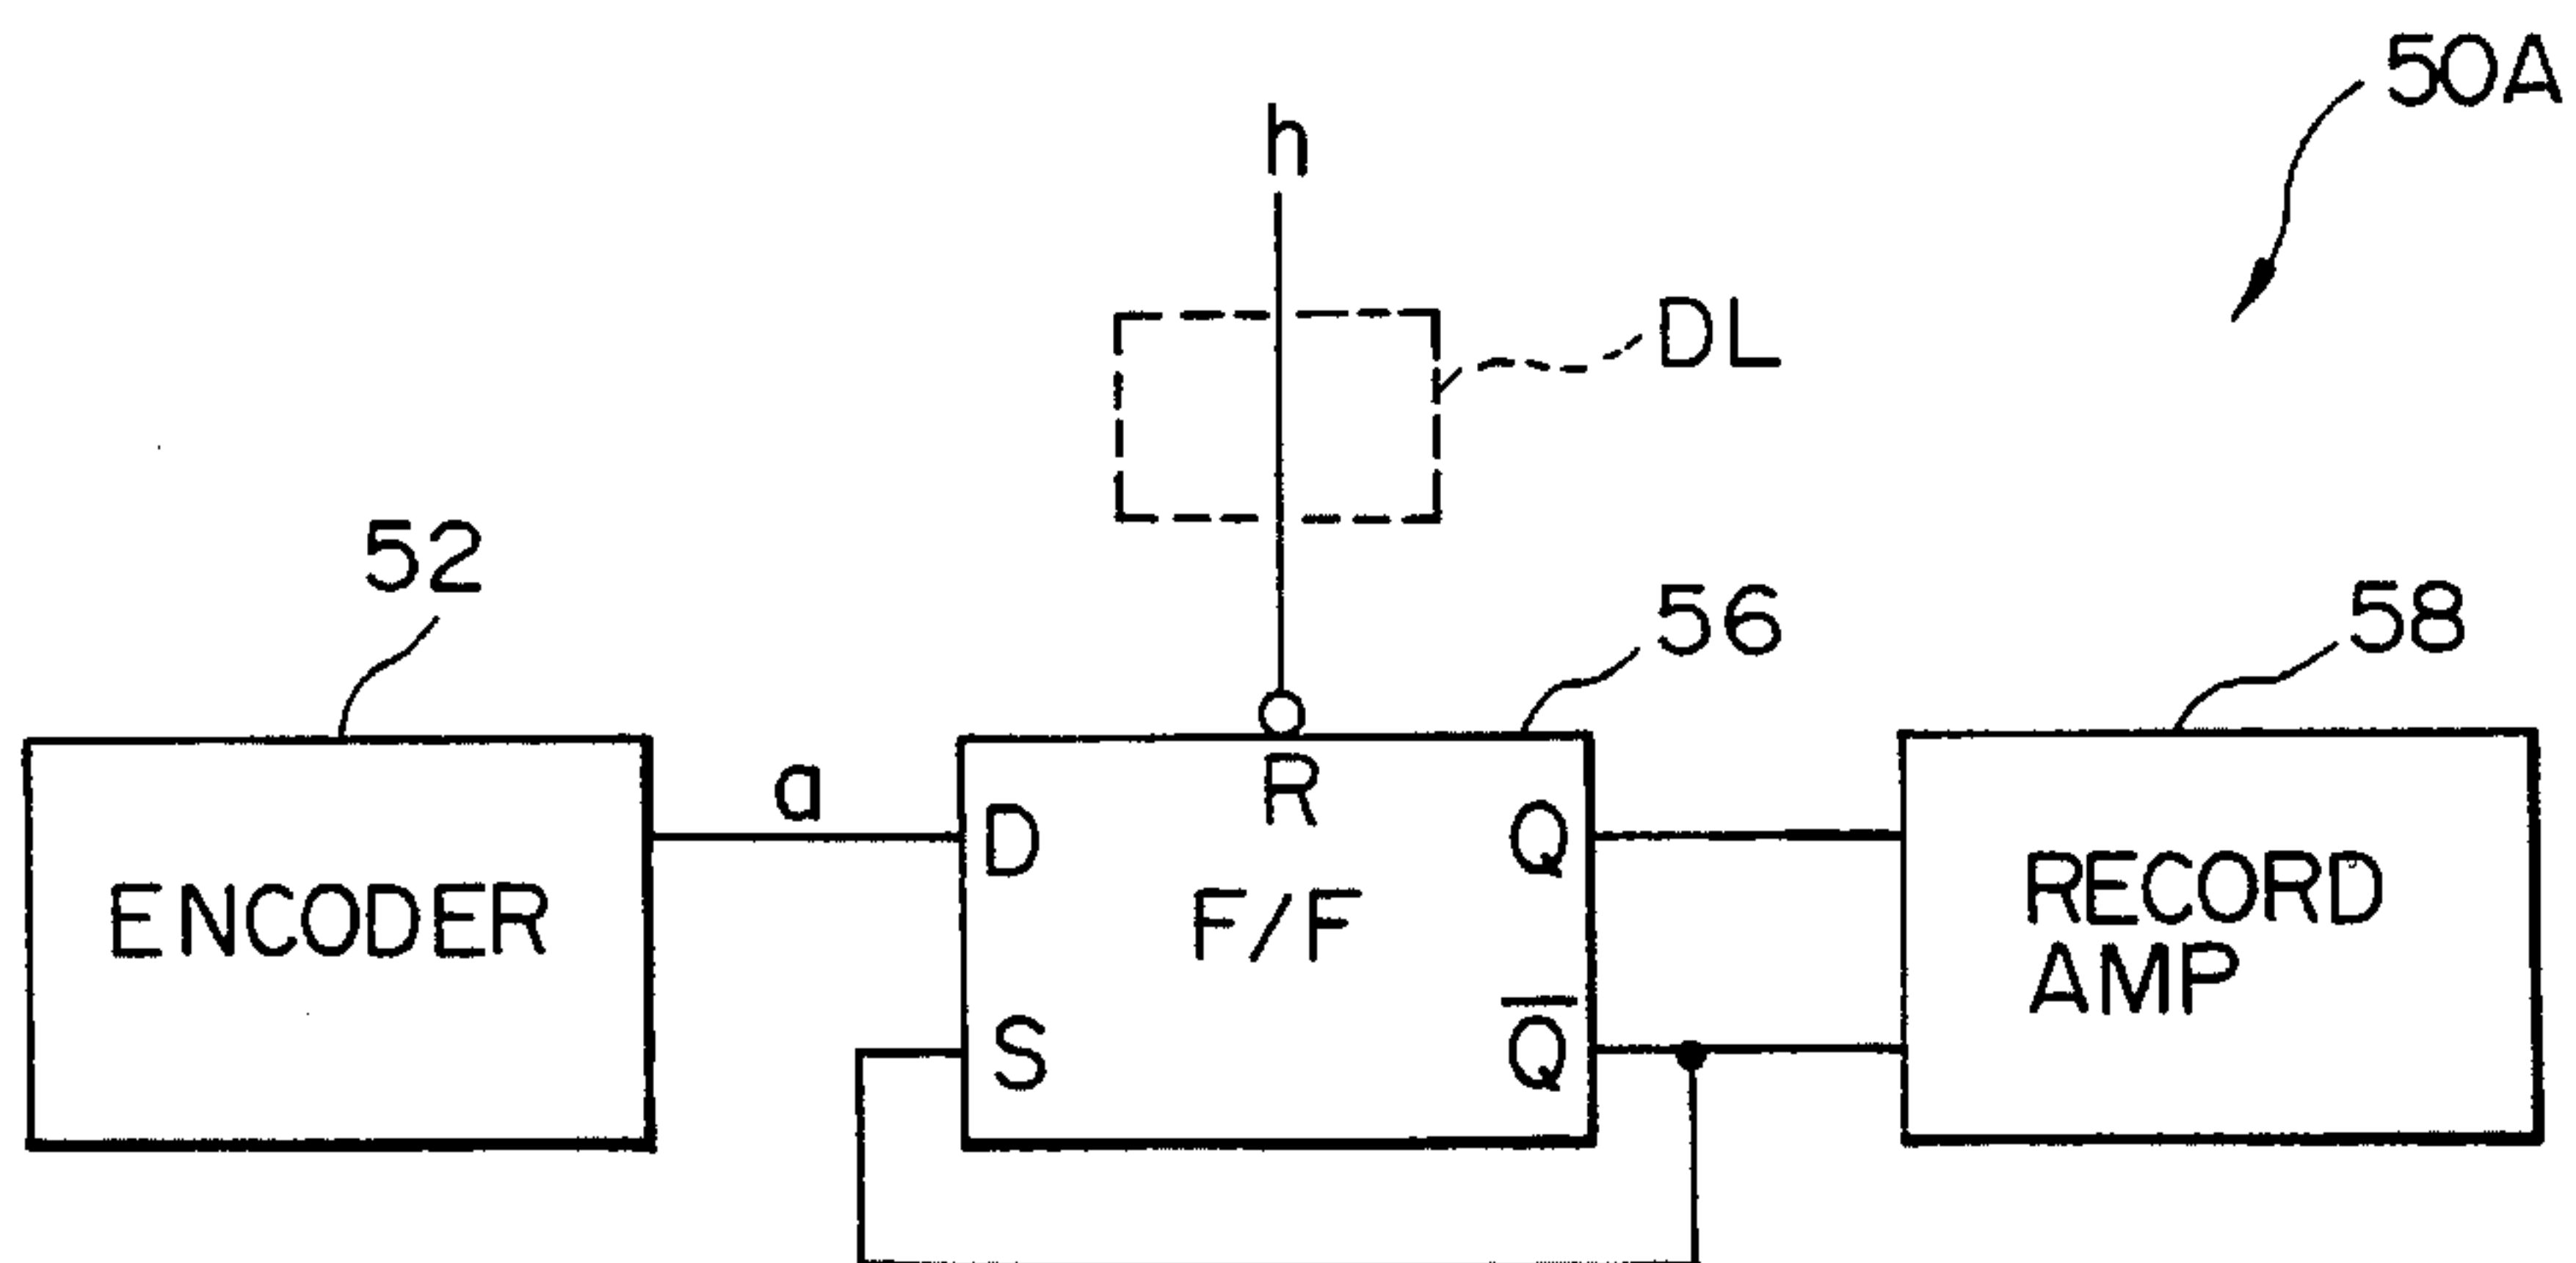 50A
h
DL
52
56
58
a
R
D
Q
ENCODER
F/F
RECORD
AMP
S
Q̅